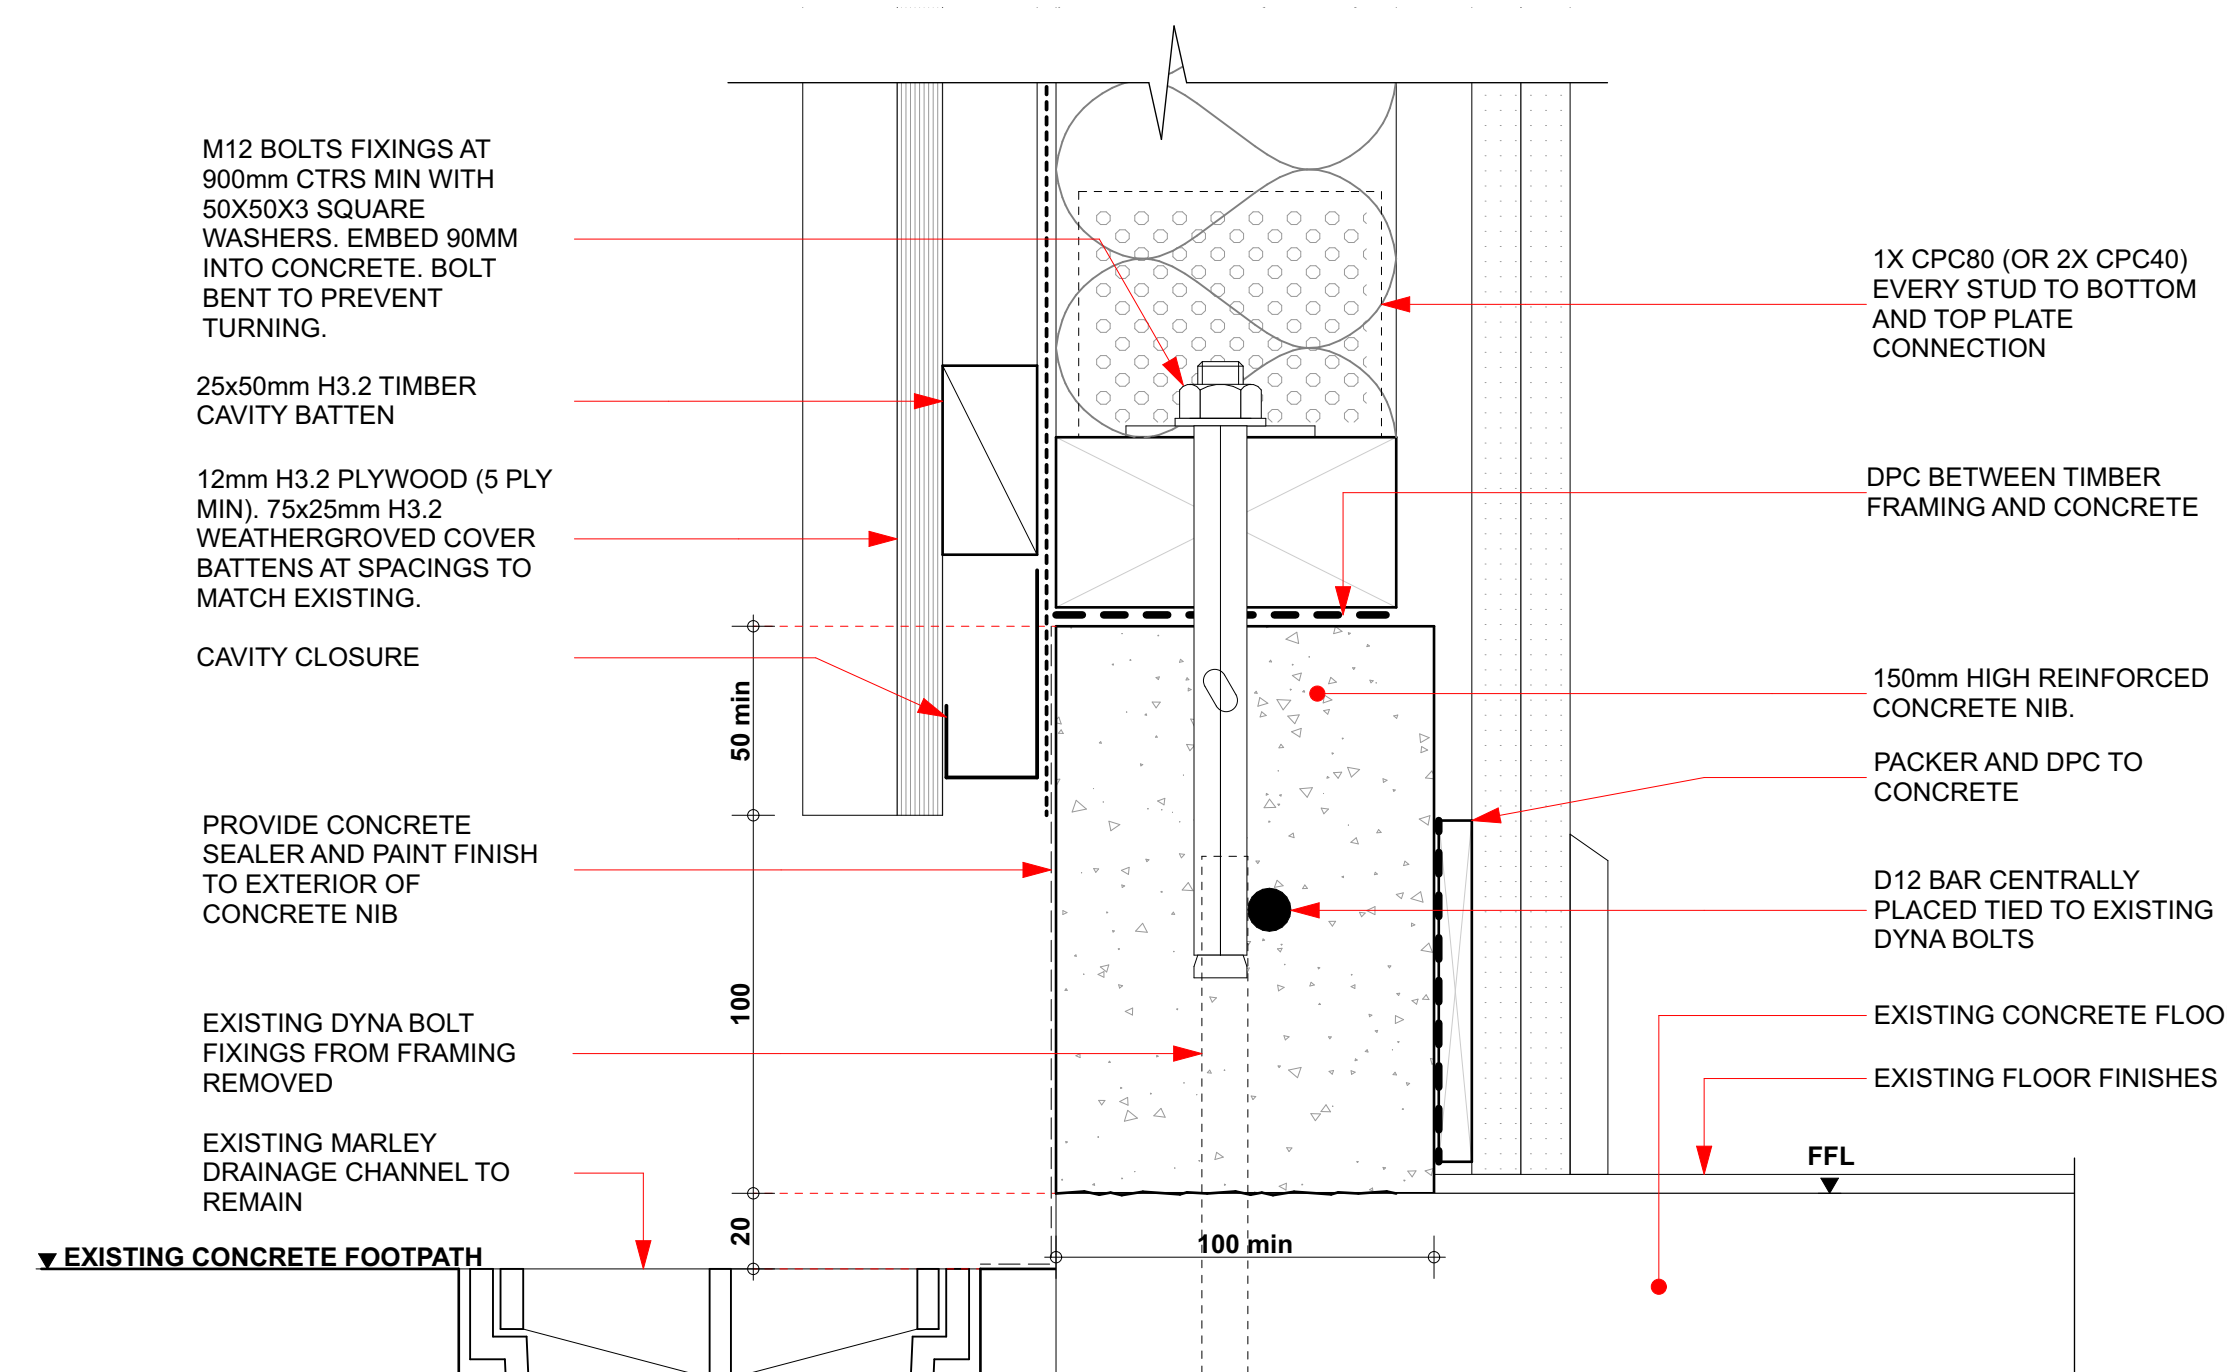 M12 BOLTS FIXINGS AT
900mm CTRS MIN WITH
50X50X3 SQUARE
WASHERS. EMBED 90MM
INTO CONCRETE. BOLT
BENT TO PREVENT
TURNING.
25x50mm H3.2 TIMBER
CAVITY BATTEN
12mm H3.2 PLYWOOD (5 PLY
MIN). 75x25mm H3.2
WEATHERGROVED COVER
BATTENS AT SPACINGS TO
MATCH EXISTING.
CAVITY CLOSURE
PROVIDE CONCRETE
SEALER AND PAINT FINISH
TO EXTERIOR OF
CONCRETE NIB
EXISTING DYNA BOLT
FIXINGS FROM FRAMING
REMOVED
EXISTING MARLEY
DRAINAGE CHANNEL TO
REMAIN
EXISTING CONCRETE FOOTPATH
50 min
100
20
100 min
1X CPC80 (OR 2X CPC40)
EVERY STUD TO BOTTOM
AND TOP PLATE
CONNECTION
DPC BETWEEN TIMBER
FRAMING AND CONCRETE
150mm HIGH REINFORCED
CONCRETE NIB.
PACKER AND DPC TO
CONCRETE
D12 BAR CENTRALLY
PLACED TIED TO EXISTING
DYNA BOLTS
EXISTING CONCRETE FLOO
EXISTING FLOOR FINISHES
FFL